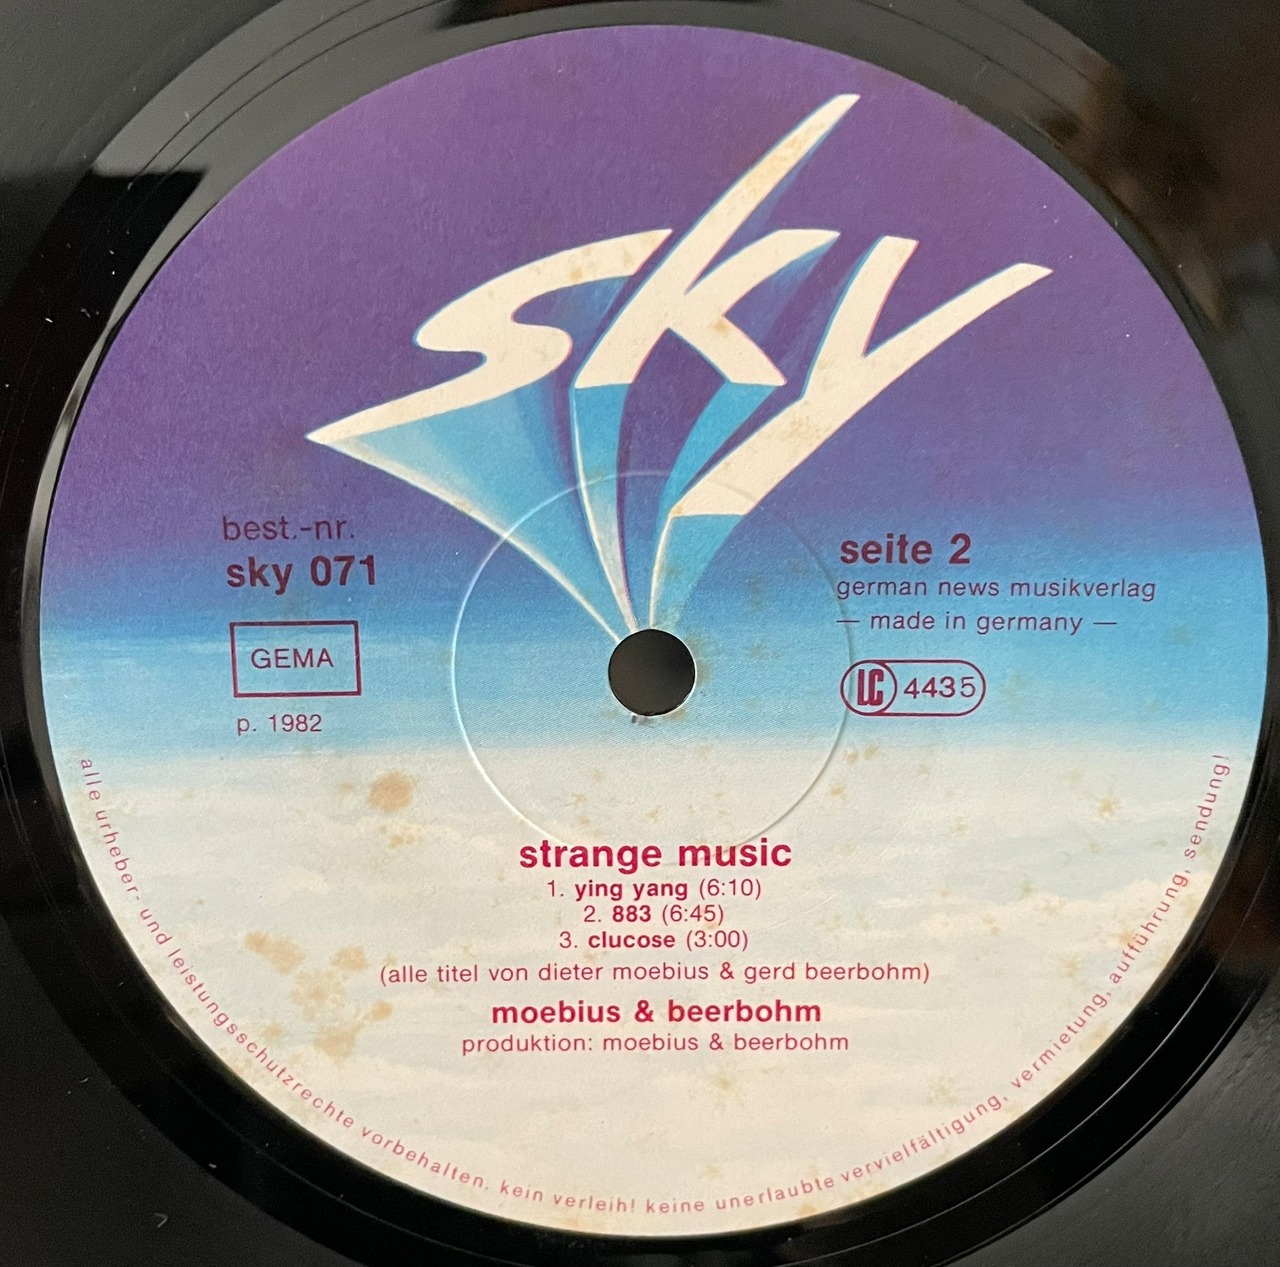 sky
best.-nr.
sky 071
GEMA
p. 1982
seite 2
german news musikverlag
— made in germany —
LC 4435
strange music
1. ying yang (6:10)
2. 883 (6:45)
3. clucose (3:00)
(alle titel von dieter moebius & gerd beerbohm)
moebius & beerbohm
produktion: moebius & beerbohm
alle urheber- und leistungsschutzrechte vorbehalten. kein verleih! keine unerlaubte vervielfältigung, vermietung, aufführung, sendung!